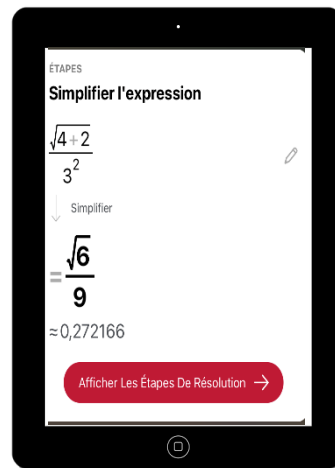 ÉTAPES
Simplifier l'expression
√(4+2)
3²
Simplifier
= √6
9
≈0,272166
Afficher Les Étapes De Résolution →